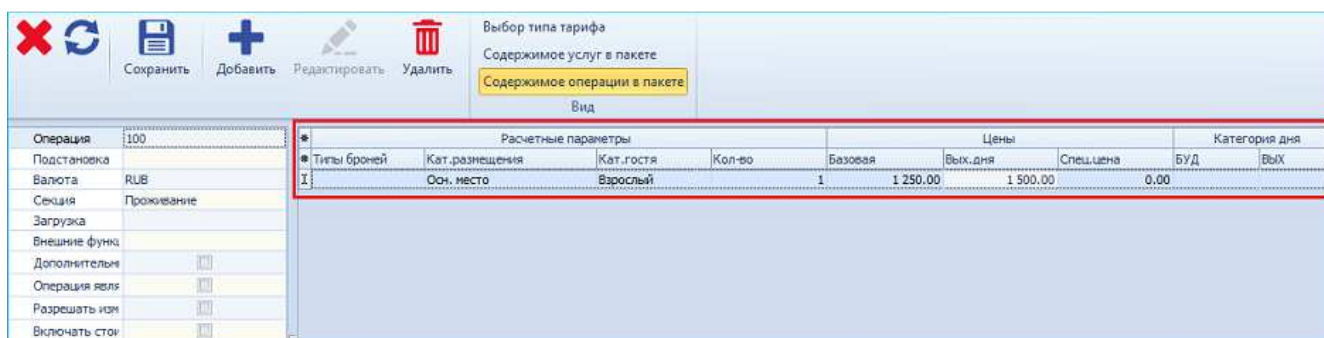 Выбор типа тарифа
Содержимое услуг в пакете
Содержимое операции в пакете
Вид
Сохранить Добавить Редактировать Удалить
Операция 100
Подстановка
Валюта RUB
Секция Проживание
Загрузка
Внешние функц
Дополнительн
Операция явля
Разрешать изм
Включать стои
Расчетные параметры Цены Категория дня
Типы броней Кат.размещения Кат.гостя Кол-во Базовая Вых.дня Спец.цена БУД ВЫХ
Осн. место Взрослый 1 1 250.00 1 500.00 0.00